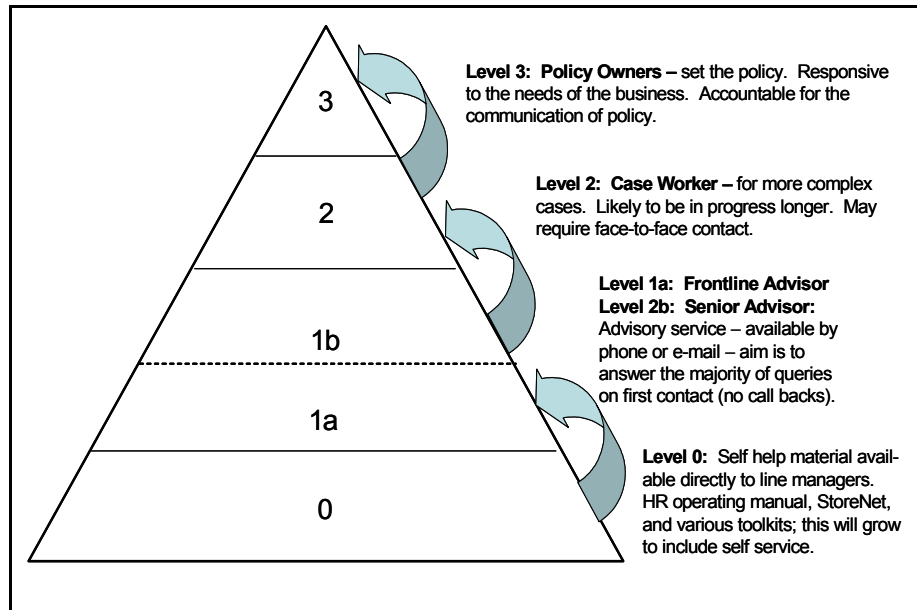 3
2
1b
1a
0
Level 3: Policy Owners – set the policy. Responsive
to the needs of the business. Accountable for the
communication of policy.
Level 2: Case Worker – for more complex
cases. Likely to be in progress longer. May
require face-to-face contact.
Level 1a: Frontline Advisor
Level 2b: Senior Advisor:
Advisory service – available by
phone or e-mail – aim is to
answer the majority of queries
on first contact (no call backs).
Level 0: Self help material avail-
able directly to line managers.
HR operating manual, StoreNet,
and various toolkits; this will grow
to include self service.